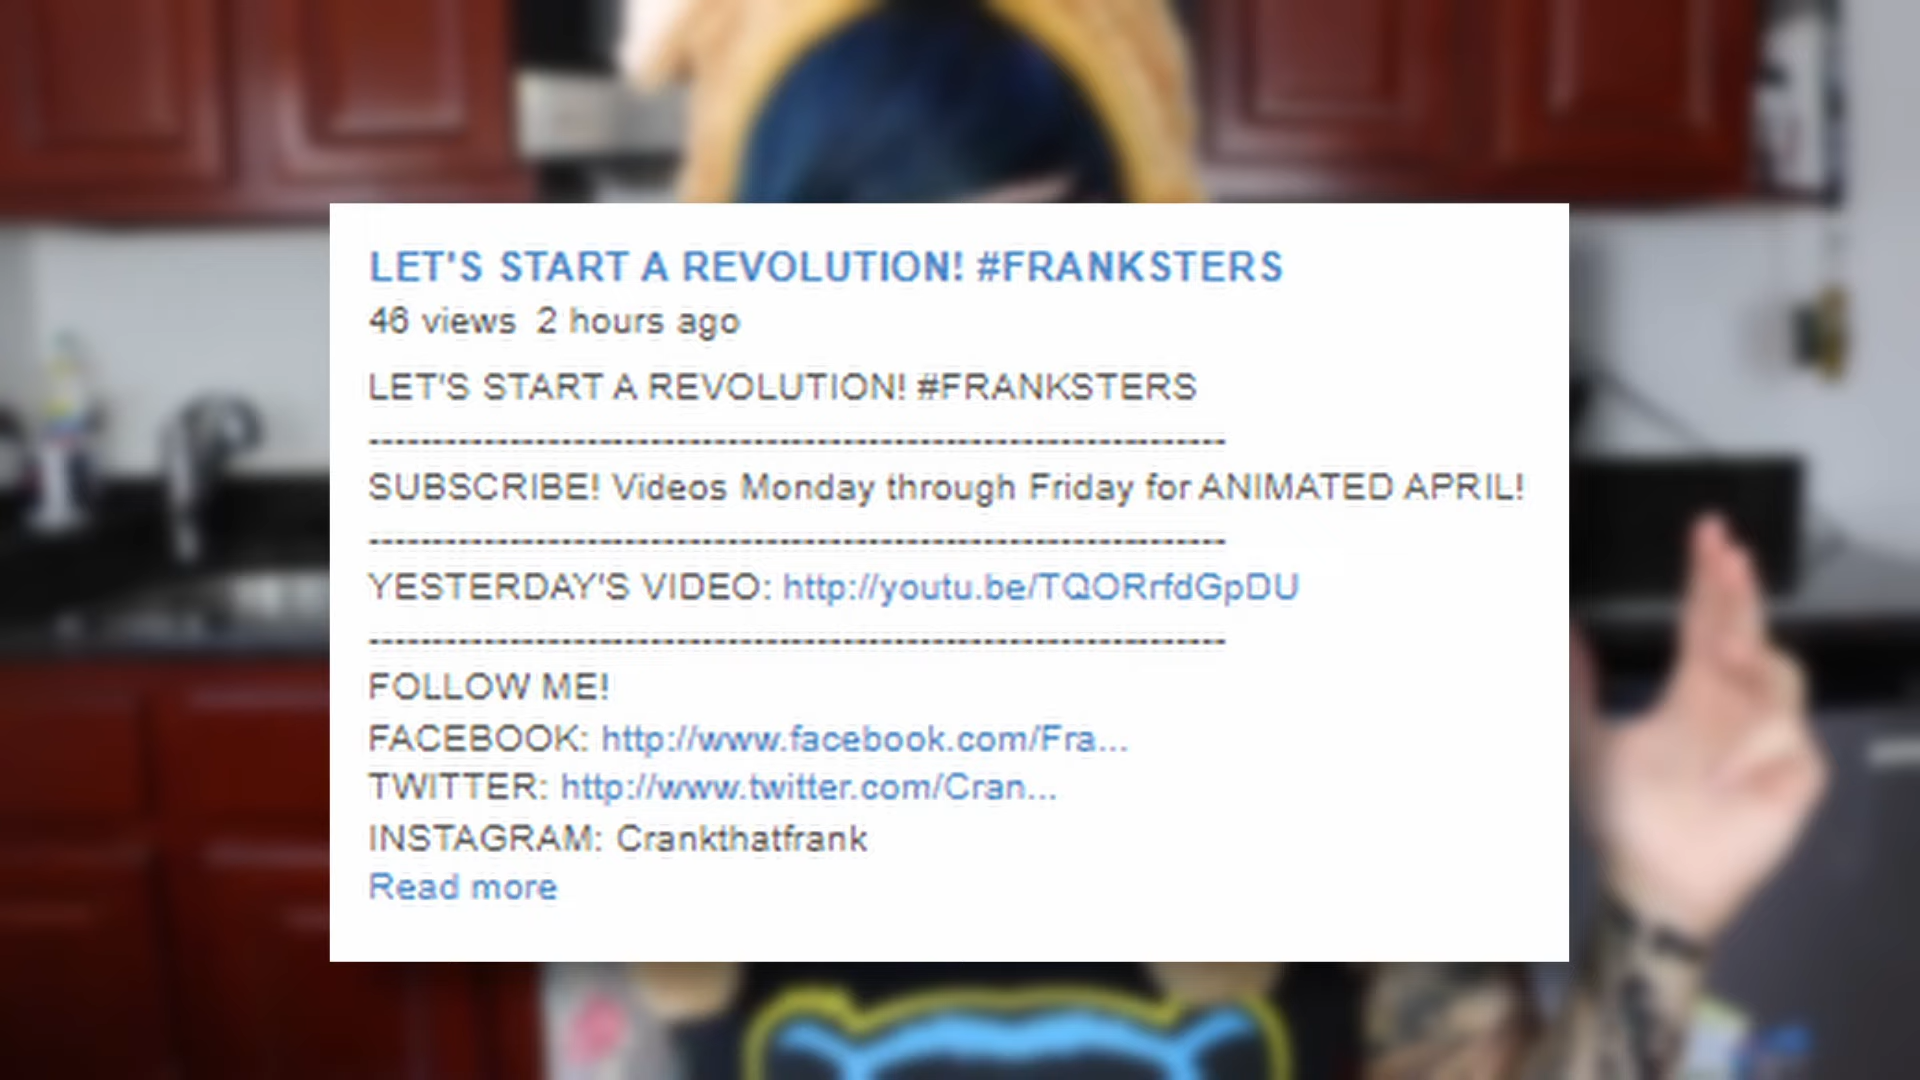 LET'S START A REVOLUTION! #FRANKSTERS
46 views 2 hours ago
LET'S START A REVOLUTION! #FRANKSTERS
--------------------------------------------------------------------------------
SUBSCRIBE! Videos Monday through Friday for ANIMATED APRIL!
--------------------------------------------------------------------------------
YESTERDAY'S VIDEO: http://youtu.be/TQORrfdGpDU
--------------------------------------------------------------------------------
FOLLOW ME!
FACEBOOK: http://www.facebook.com/Fra...
TWITTER: http://www.twitter.com/Cran...
INSTAGRAM: Crankthatfrank
Read more